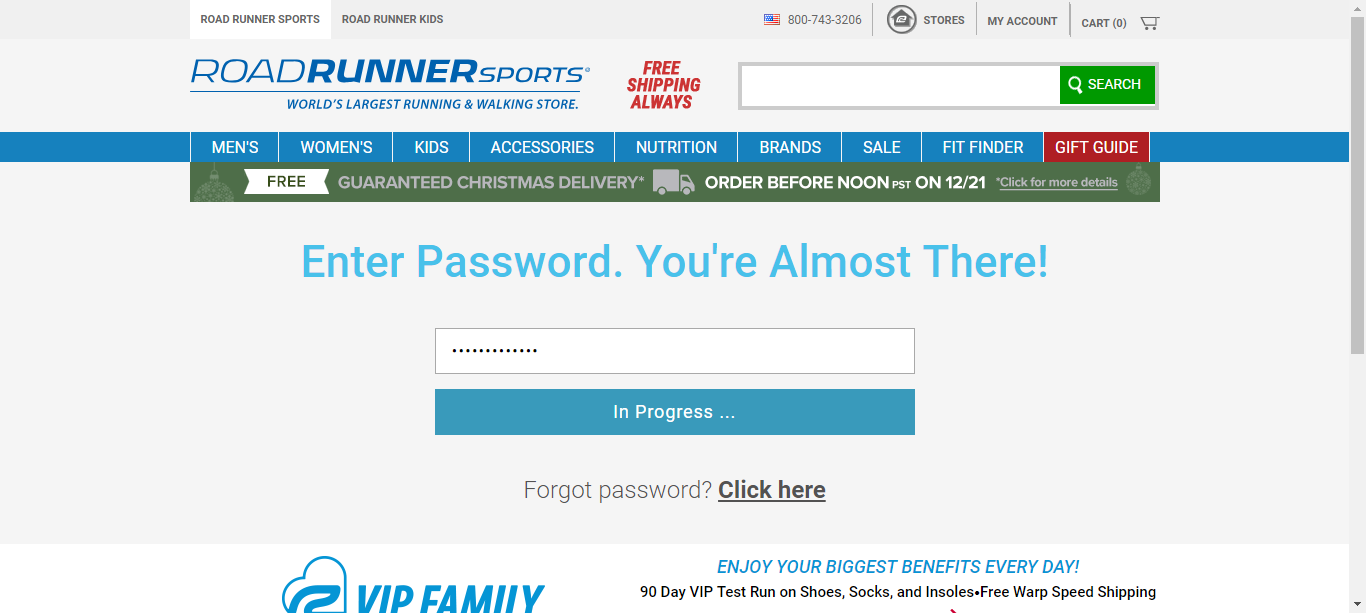 ROAD RUNNER SPORTS ROAD RUNNER KIDS 800-743-3206 STORES MY ACCOUNT CART (0)
ROADRUNNERSPORTS®
WORLD'S LARGEST RUNNING & WALKING STORE.
FREE
SHIPPING
ALWAYS
SEARCH
MEN'S WOMEN'S KIDS ACCESSORIES NUTRITION BRANDS SALE FIT FINDER GIFT GUIDE
FREE GUARANTEED CHRISTMAS DELIVERY* ORDER BEFORE NOON PST ON 12/21 *Click for more details
Enter Password. You're Almost There!
•••••••••••••
In Progress ...
Forgot password? Click here
VIP FAMILY
ENJOY YOUR BIGGEST BENEFITS EVERY DAY!
90 Day VIP Test Run on Shoes, Socks, and Insoles•Free Warp Speed Shipping